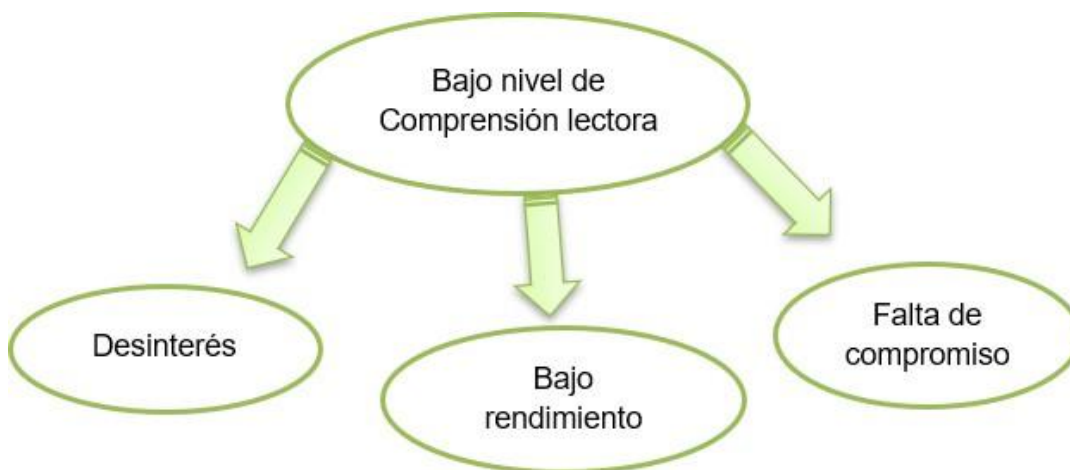 Bajo nivel de
Comprensión lectora
Desinterés
Bajo
rendimiento
Falta de
compromiso